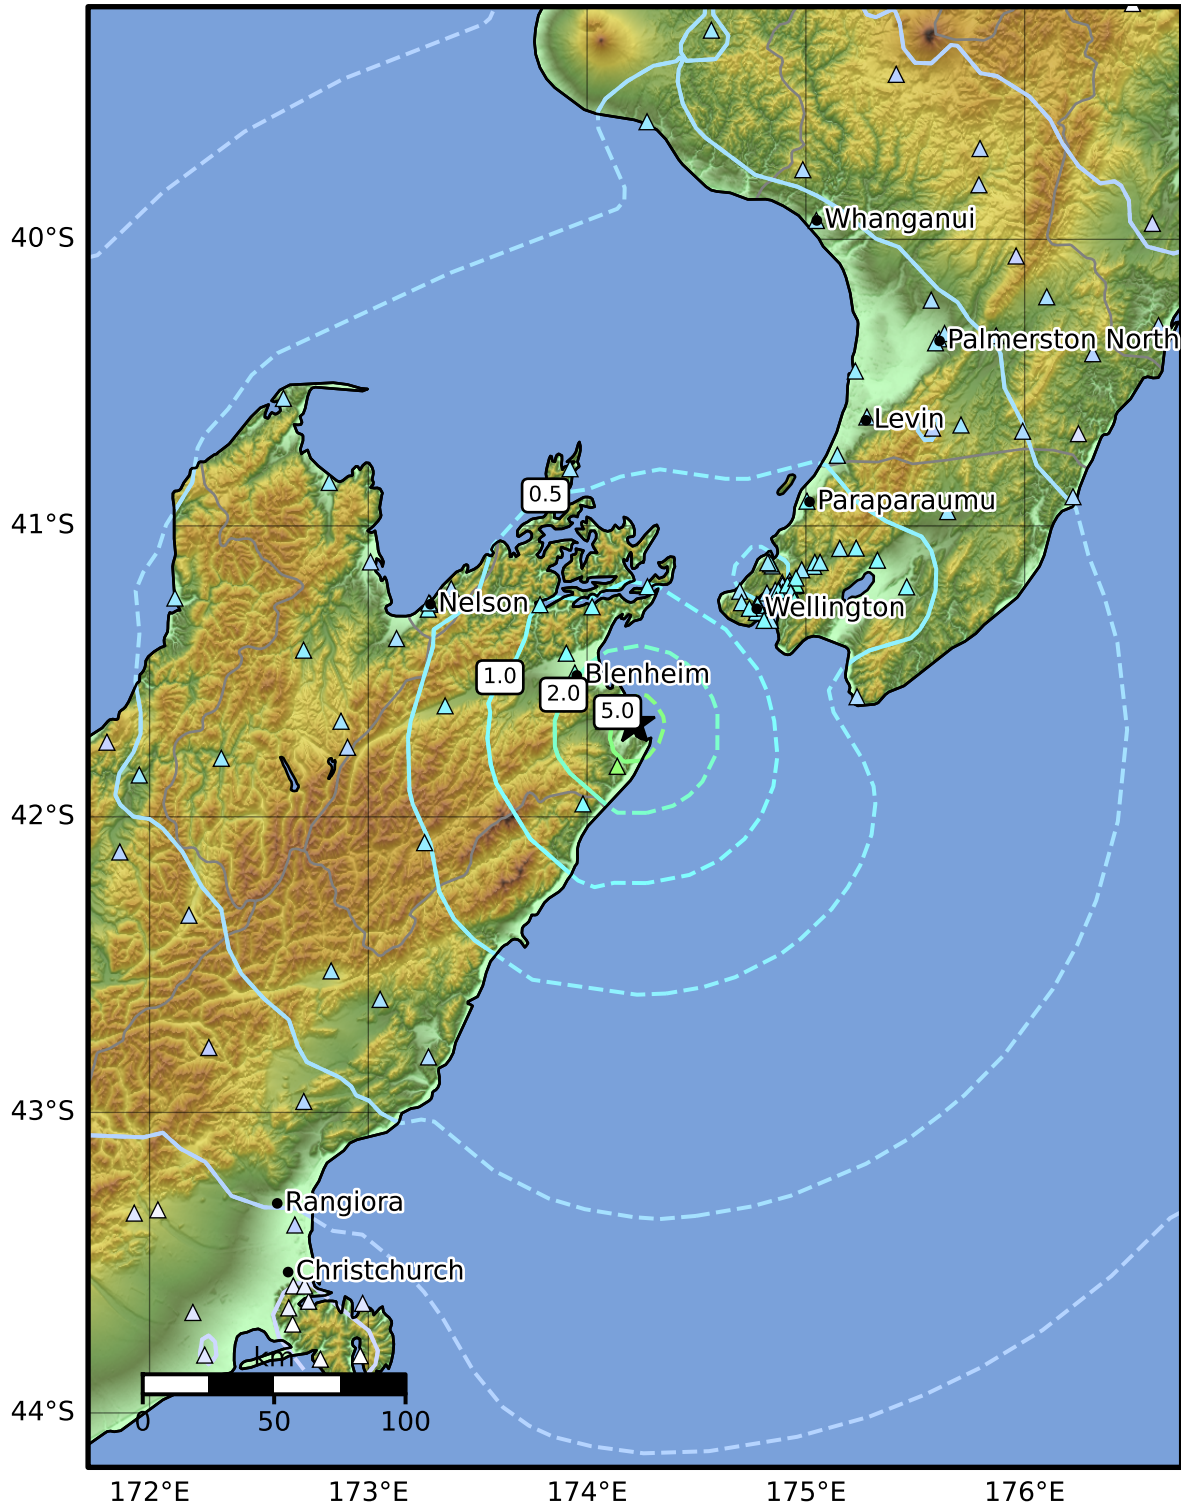 40°S
41°S
42°S
43°S
44°S
Whanganui
Palmerston North
Levin
Paraparaumu
0.5
Nelson
Wellington
Blenheim
1.0
2.0
5.0
Rangiora
Christchurch
km
0 50 100
172°E 173°E 174°E 175°E 176°E